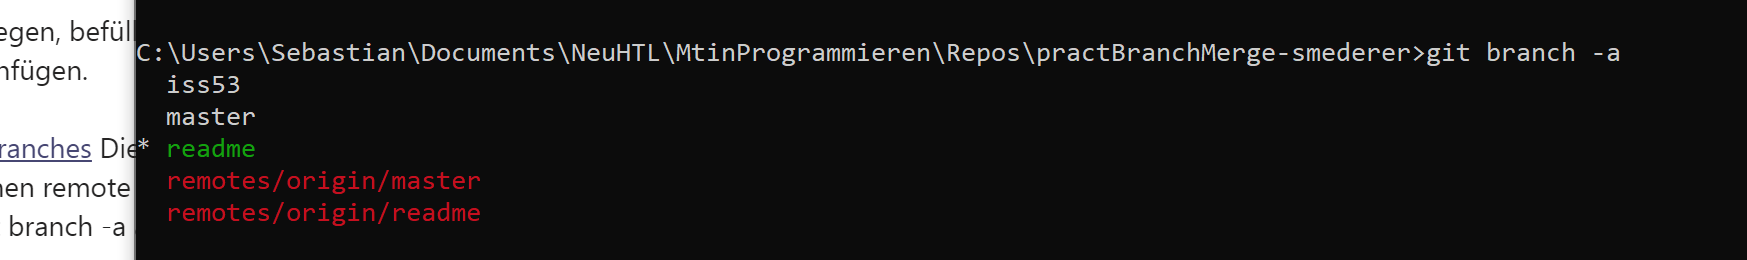 egen, befüll
nfügen.
ranches Die
nen remote
branch -a
C:\Users\Sebastian\Documents\NeuHTL\MtinProgrammieren\Repos\practBranchMerge-smederer>git branch -a
iss53
master
* readme
remotes/origin/master
remotes/origin/readme